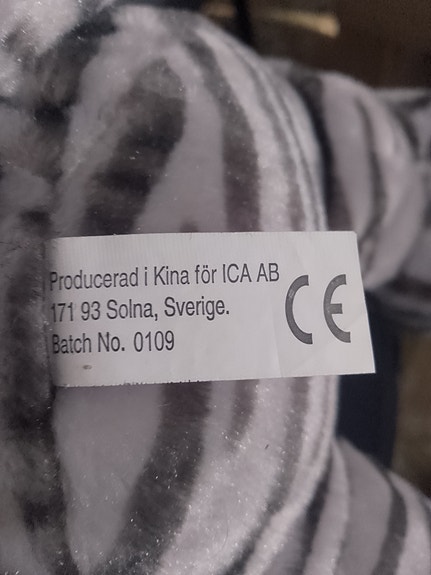 Producerad i Kina för ICA AB
171 93 Solna, Sverige.
Batch No. 0109
CE